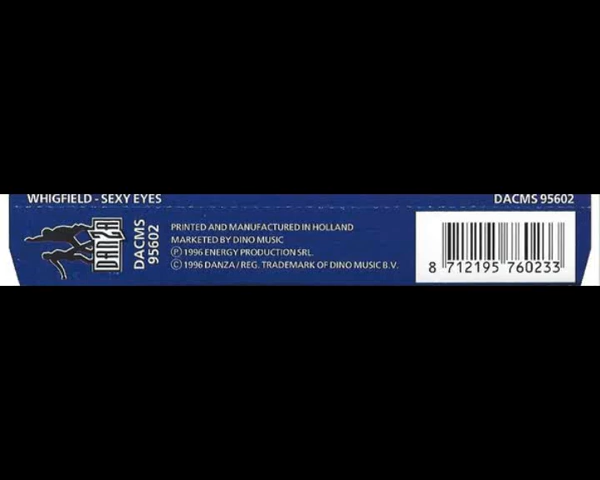 WHIGFIELD - SEXY EYES
DACMS 95602
DANZA
DACMS
95602
PRINTED AND MANUFACTURED IN HOLLAND
MARKETED BY DINO MUSIC
Ⓟ 1996 ENERGY PRODUCTION SRL.
Ⓒ 1996 DANZA / REG. TRADEMARK OF DINO MUSIC B.V.
8 712195 760233